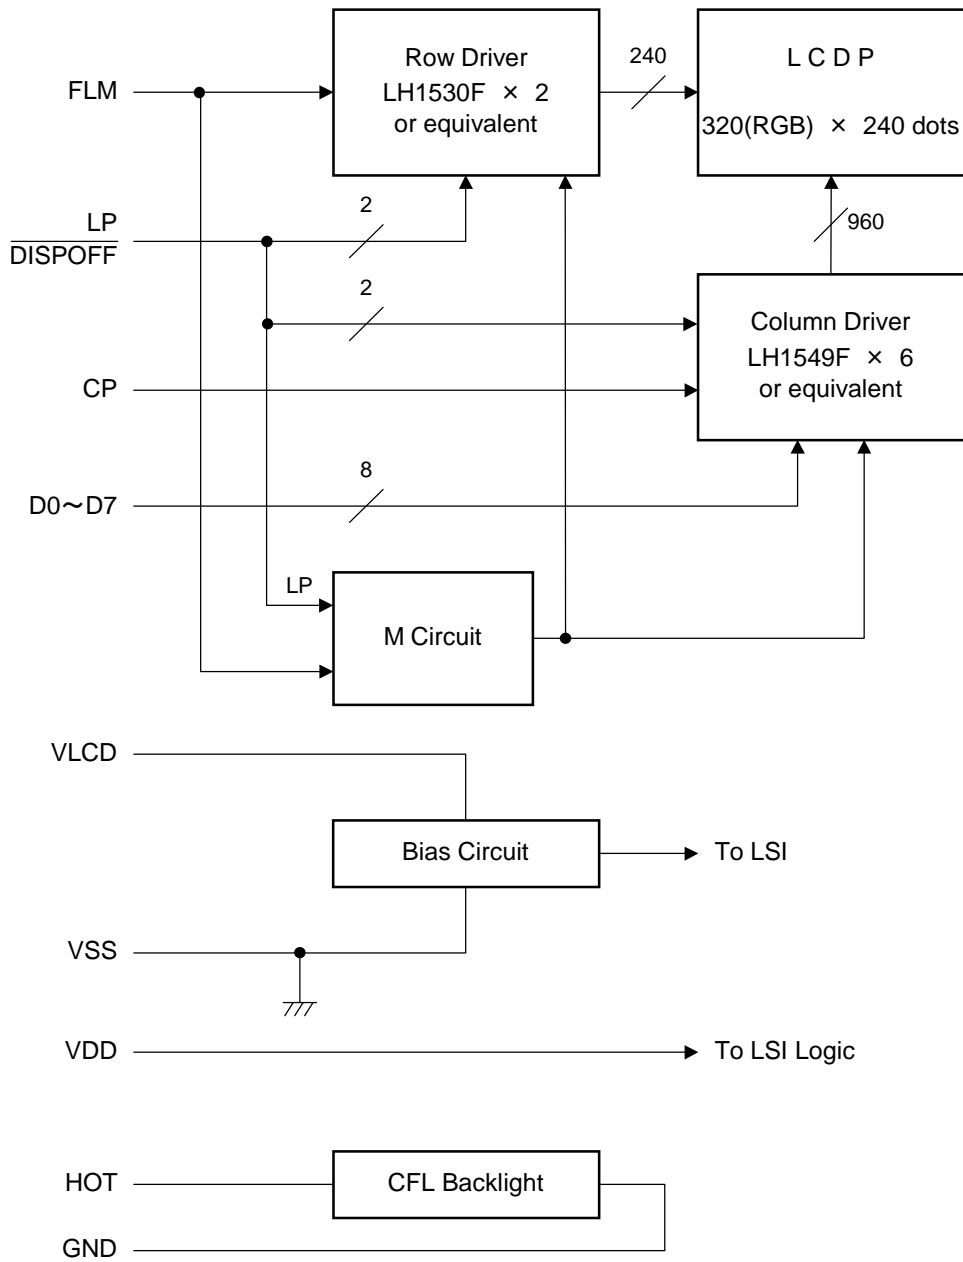 Row Driver
LH1530F × 2
or equivalent
240
L C D P
320(RGB) × 240 dots
FLM
LP
DISPOFF
2
960
2
Column Driver
LH1549F × 6
or equivalent
CP
8
D0～D7
LP
M Circuit
VLCD
Bias Circuit
To LSI
VSS
VDD
To LSI Logic
HOT
CFL Backlight
GND